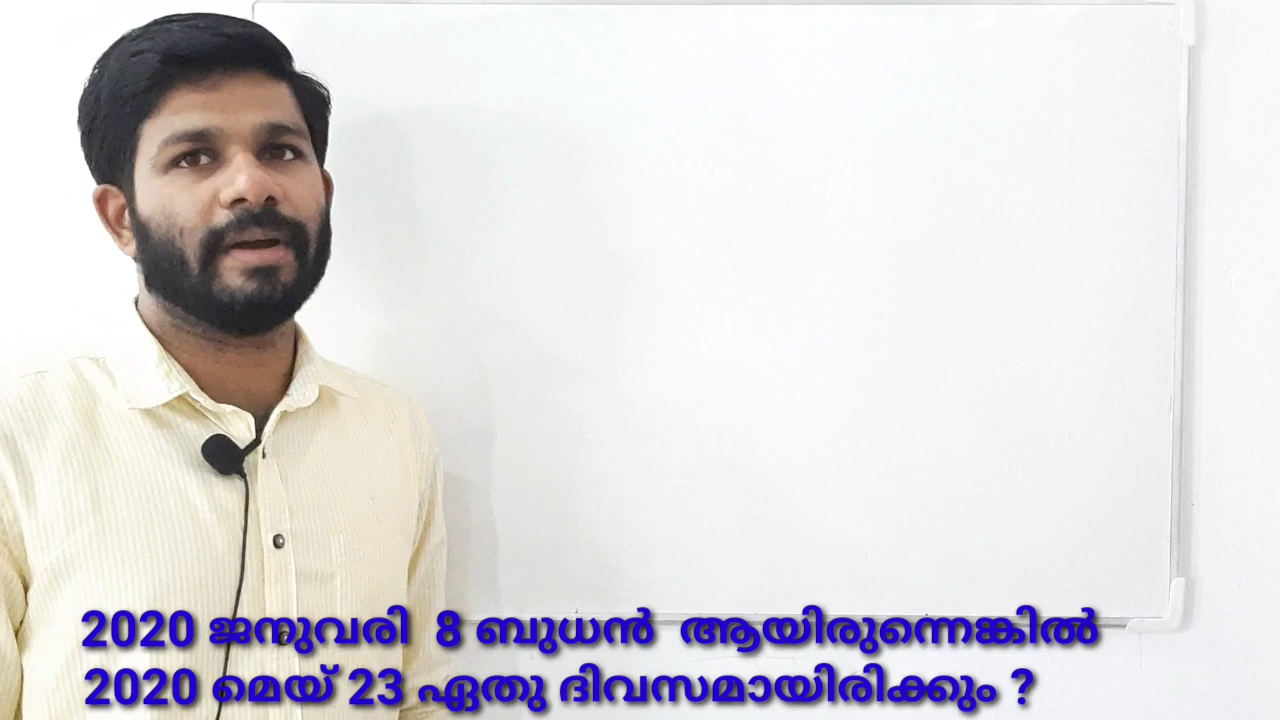 2020 ജനുവരി 8 ബുധൻ ആയിരുന്നെങ്കിൽ
2020 മെയ് 23 ഏതു ദിവസമായിരിക്കും ?